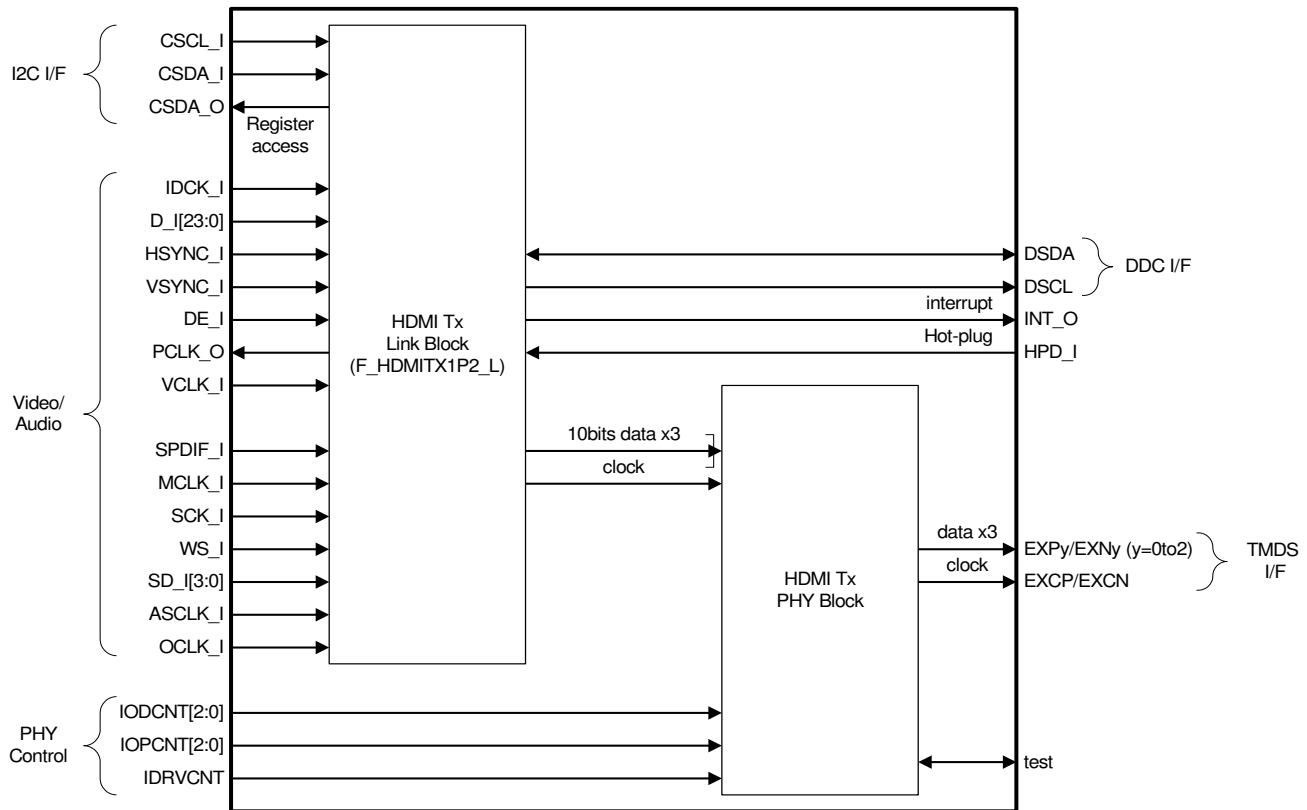 I2C I/F
CSCL_I
CSDA_I
CSDA_O
Register
access
Video/
Audio
IDCK_I
D_I[23:0]
HSYNC_I
VSYNC_I
DE_I
PCLK_O
VCLK_I
SPDIF_I
MCLK_I
SCK_I
WS_I
SD_I[3:0]
ASCLK_I
OCLK_I
PHY
Control
IODCNT[2:0]
IOPCNT[2:0]
IDRVCNT
HDMI Tx
Link Block
(F_HDMITX1P2_L)
10bits data x3
clock
HDMI Tx
PHY Block
interrupt
Hot-plug
DSDA
DSCL
DDC I/F
INT_O
HPD_I
data x3
clock
EXPy/EXNy (y=0to2)
EXCP/EXCN
TMDS
I/F
test